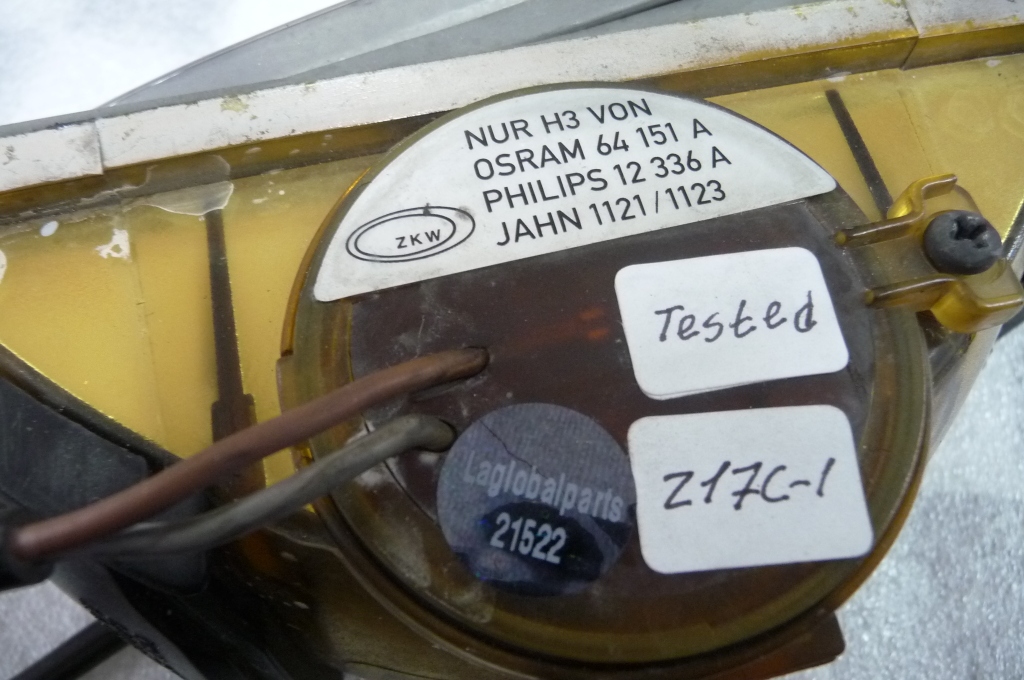 NUR H3 VON
OSRAM 64 151 A
PHILIPS 12 336 A
JAHN 1121 / 1123
ZKW
Tested
Laglobalparts
21522
Z17C-1